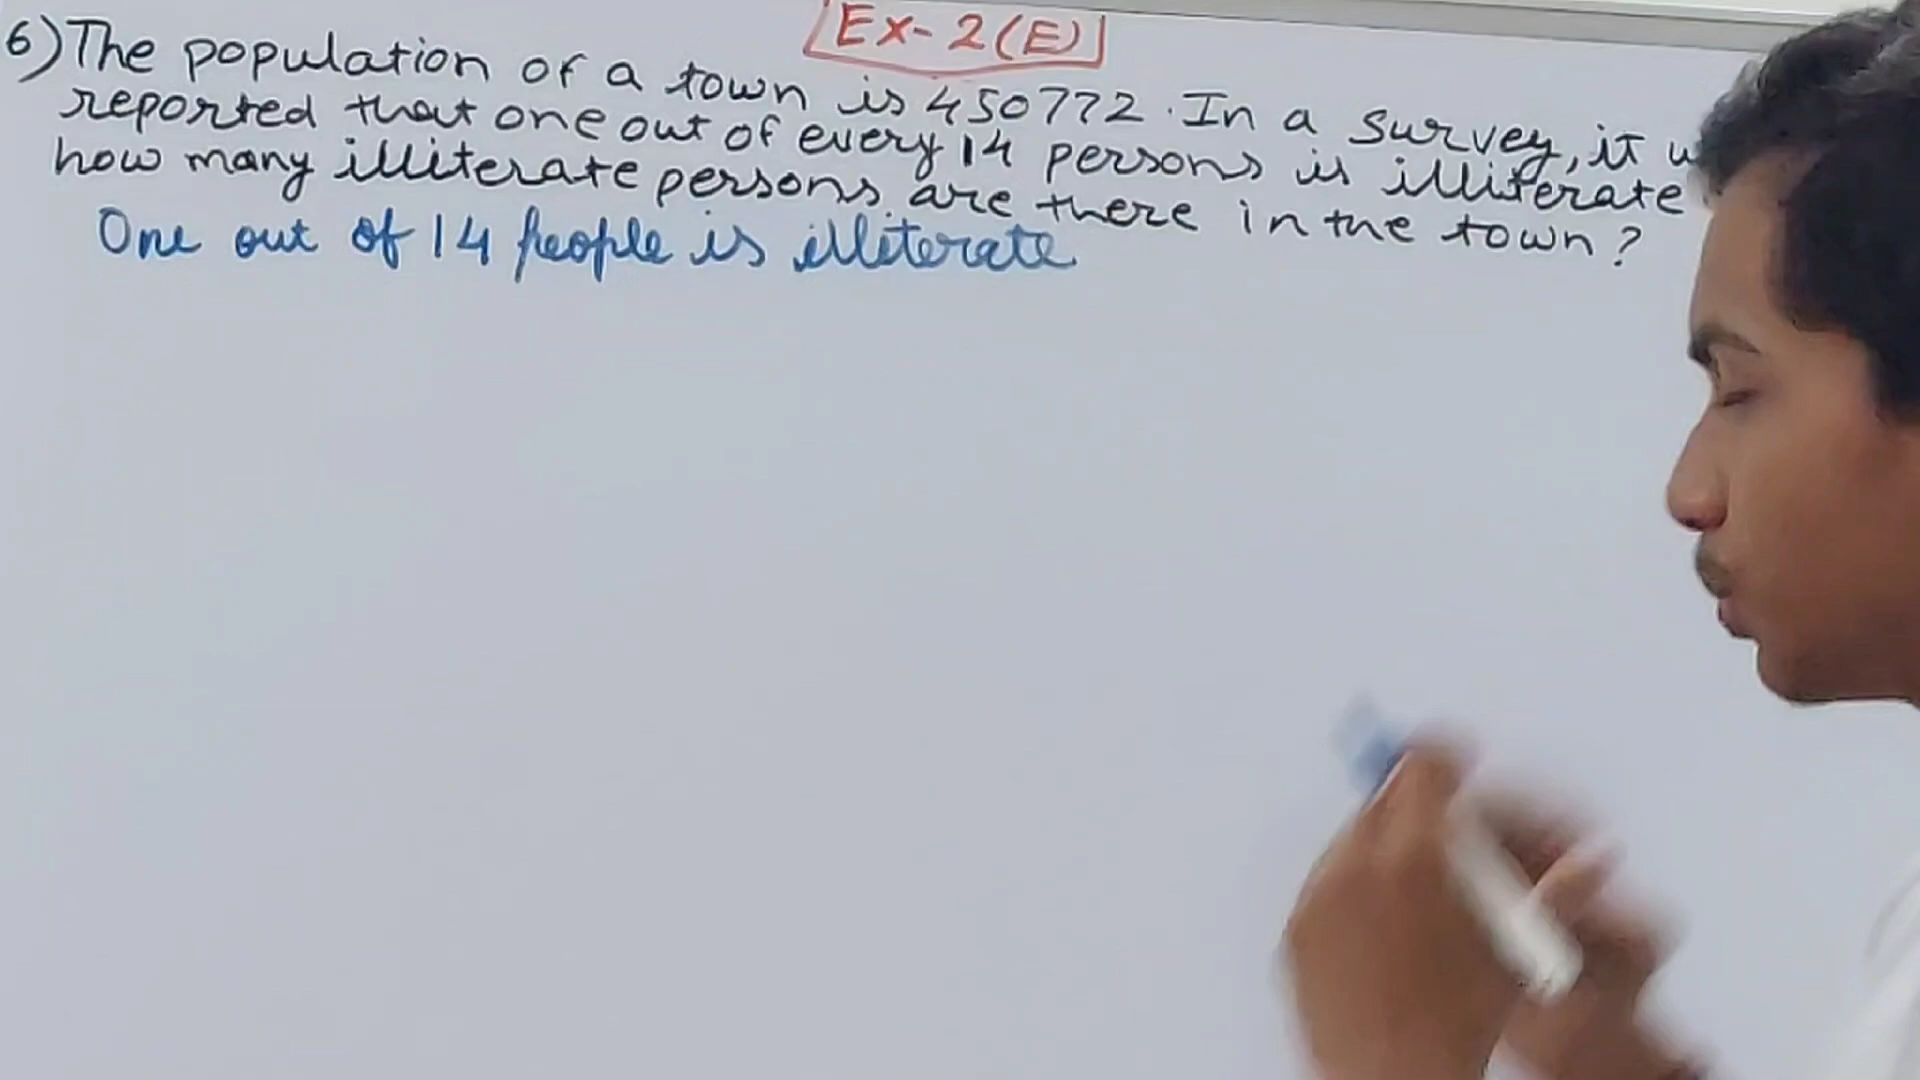 Ex-2(E)
6) The population of a town is 450772. In a survey, it
reported that one out of every 14 persons is illiterate
how many illiterate persons are there in the town?
One out of 14 people is illiterate